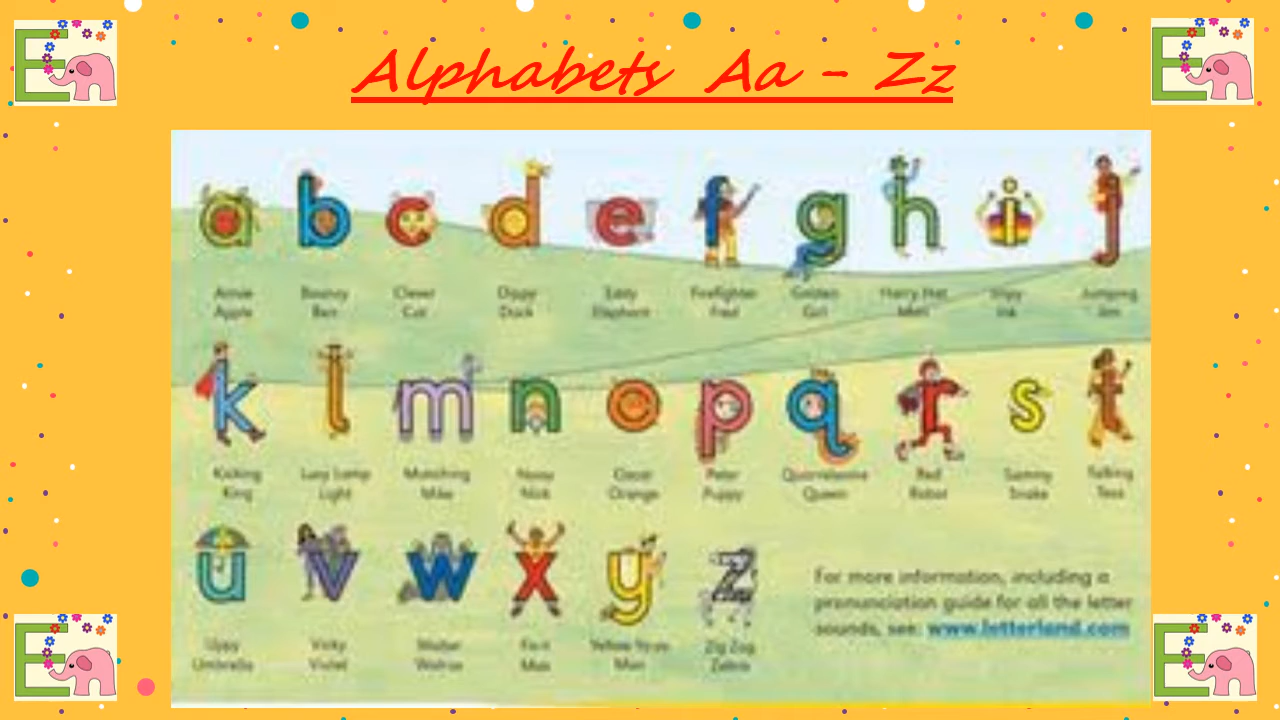 Alphabets Aa - Zz
E
E
a b c d e f g h i j
Annie Bouncy Clever Dippy Eddy Firefighter Golden Harry Hat Impy Jumping
Apple Ben Cat Duck Elephant Fred Girl Man Ink Jim
k l m n o p q r s t
Kicking Lucy Lamp Munching Noisy Oscar Peter Quarrelsome Red Sammy Talking
King Light Mike Nick Orange Puppy Queen Robot Snake Tess
u v w x y z
Uppy Vicky Walter Fix-it Yellow Yo-yo Zig Zag
Umbrella Violet Walrus Max Man Zebra
For more information, including a
pronunciation guide for all the letter
sounds, see: www.letterland.com
E
E